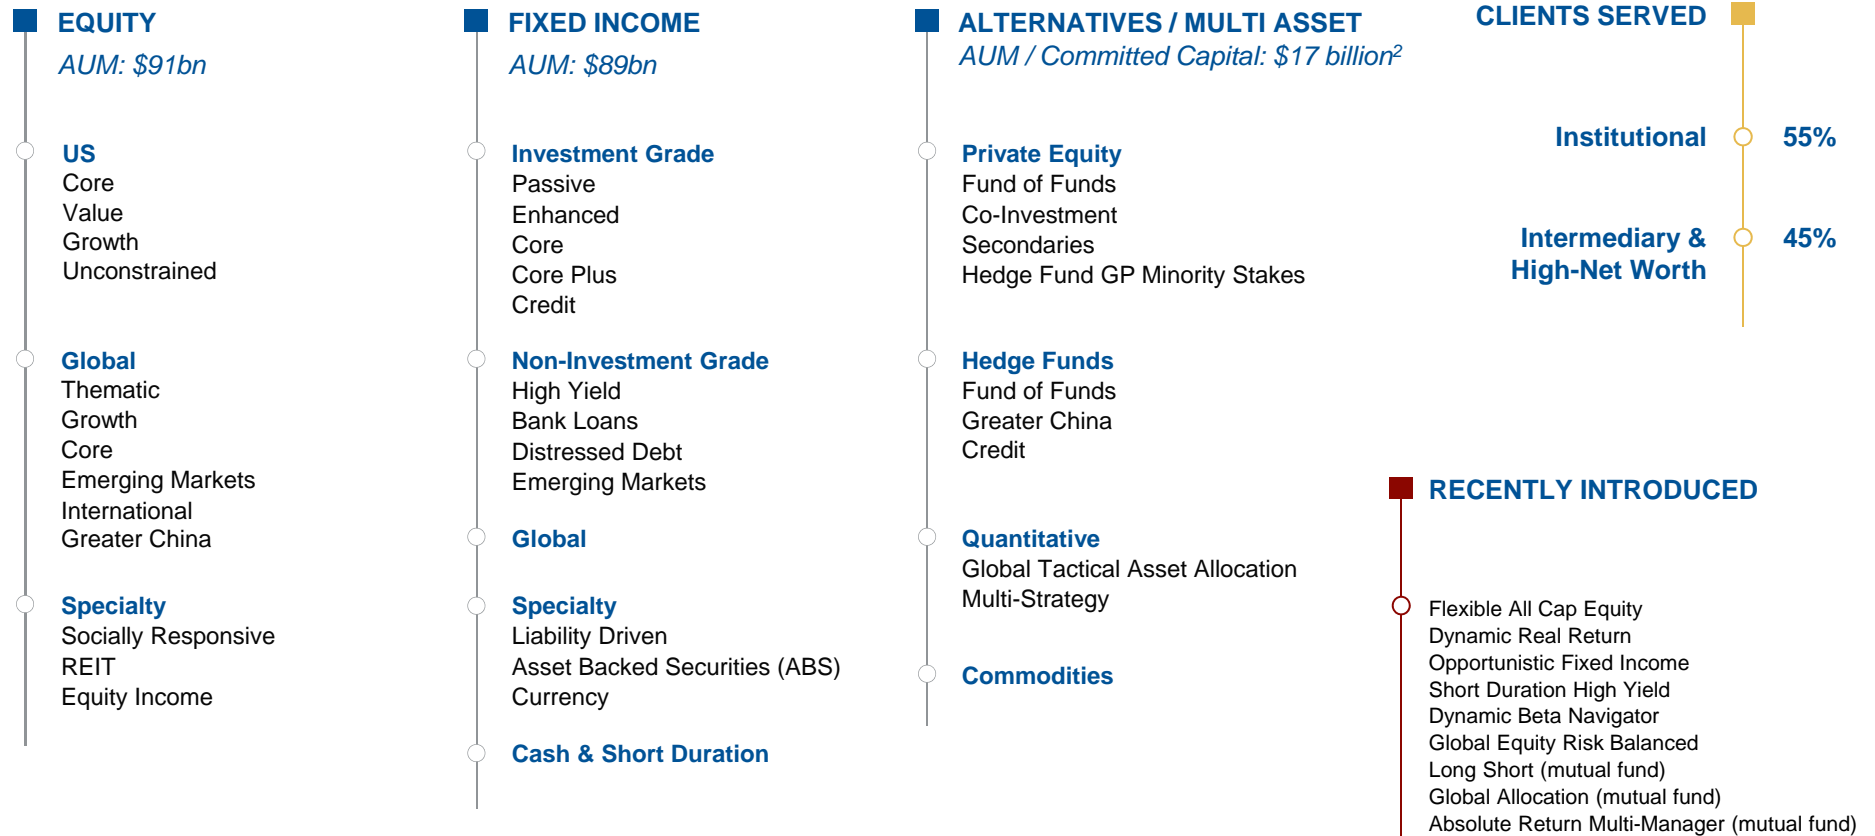 EQUITY
AUM: $91bn
US
Core
Value
Growth
Unconstrained
Global
Thematic
Growth
Core
Emerging Markets
International
Greater China
Specialty
Socially Responsive
REIT
Equity Income
FIXED INCOME
AUM: $89bn
Investment Grade
Passive
Enhanced
Core
Core Plus
Credit
Non-Investment Grade
High Yield
Bank Loans
Distressed Debt
Emerging Markets
Global
Specialty
Liability Driven
Asset Backed Securities (ABS)
Currency
Cash & Short Duration
ALTERNATIVES / MULTI ASSET
AUM / Committed Capital: $17 billion²
Private Equity
Fund of Funds
Co-Investment
Secondaries
Hedge Fund GP Minority Stakes
Hedge Funds
Fund of Funds
Greater China
Credit
Quantitative
Global Tactical Asset Allocation
Multi-Strategy
Commodities
CLIENTS SERVED
Institutional 55%
Intermediary & 45%
High-Net Worth
RECENTLY INTRODUCED
Flexible All Cap Equity
Dynamic Real Return
Opportunistic Fixed Income
Short Duration High Yield
Dynamic Beta Navigator
Global Equity Risk Balanced
Long Short (mutual fund)
Global Allocation (mutual fund)
Absolute Return Multi-Manager (mutual fund)